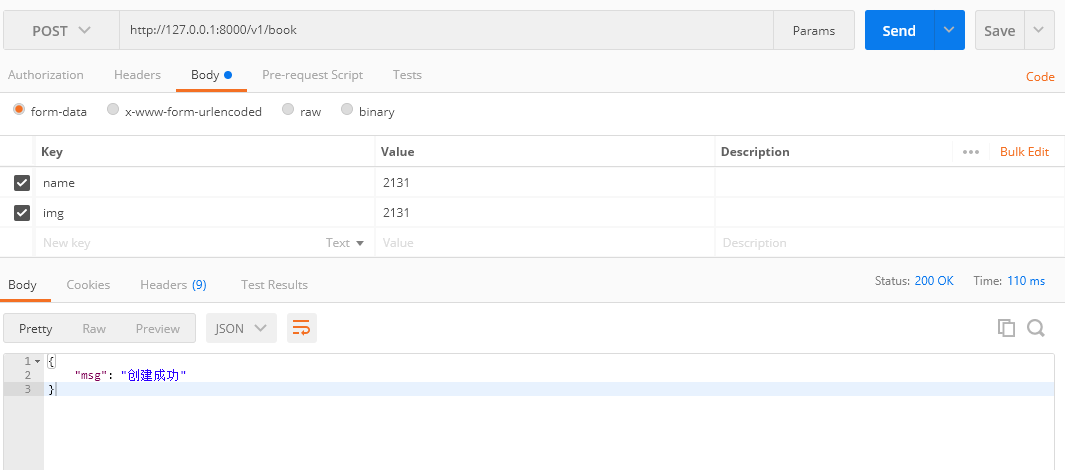 POST http://127.0.0.1:8000/v1/book Params Send Save
Authorization Headers Body Pre-request Script Tests Code
form-data x-www-form-urlencoded raw binary
Key Value Description ••• Bulk Edit
name 2131
img 2131
New key Text Value Description
Body Cookies Headers (9) Test Results Status: 200 OK Time: 110 ms
Pretty Raw Preview JSON
1 {
2 "msg": "创建成功"
3 }